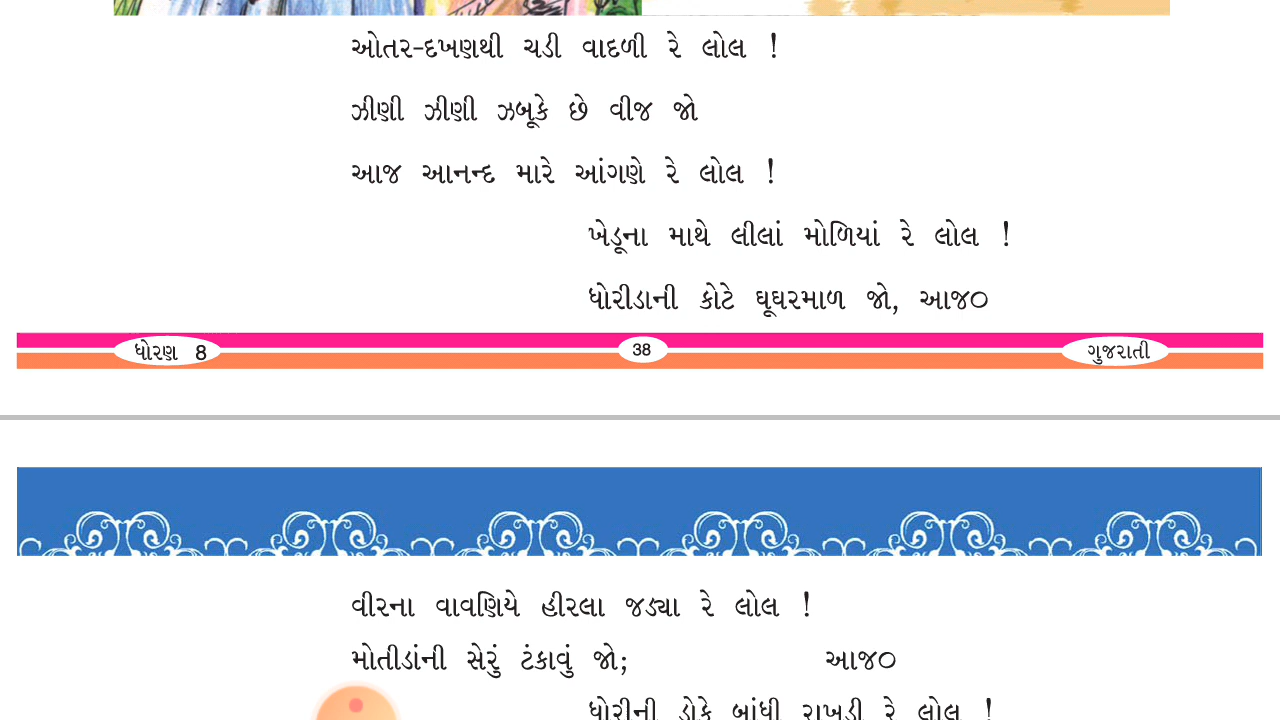 ઓતર-દખણથી ચડી વાદળી રે લોલ !
ઝીણી ઝીણી ઝબૂકે છે વીજ જો
આજ આનન્દ મારે આંગણે રે લોલ !
ખેડૂના માથે લીલાં મોળિયાં રે લોલ !
ધોરીડાની કોટે ઘૂઘરમાળ જો, આજ૦
ધોરણ 8 38 ગુજરાતી
વીરના વાવણિયે હીરલા જડ્યા રે લોલ !
મોતીડાંની સેરું ટંકાવું જો; આજ૦
ધોરીની ડોકે બાંધી રાખડી રે લોલ !